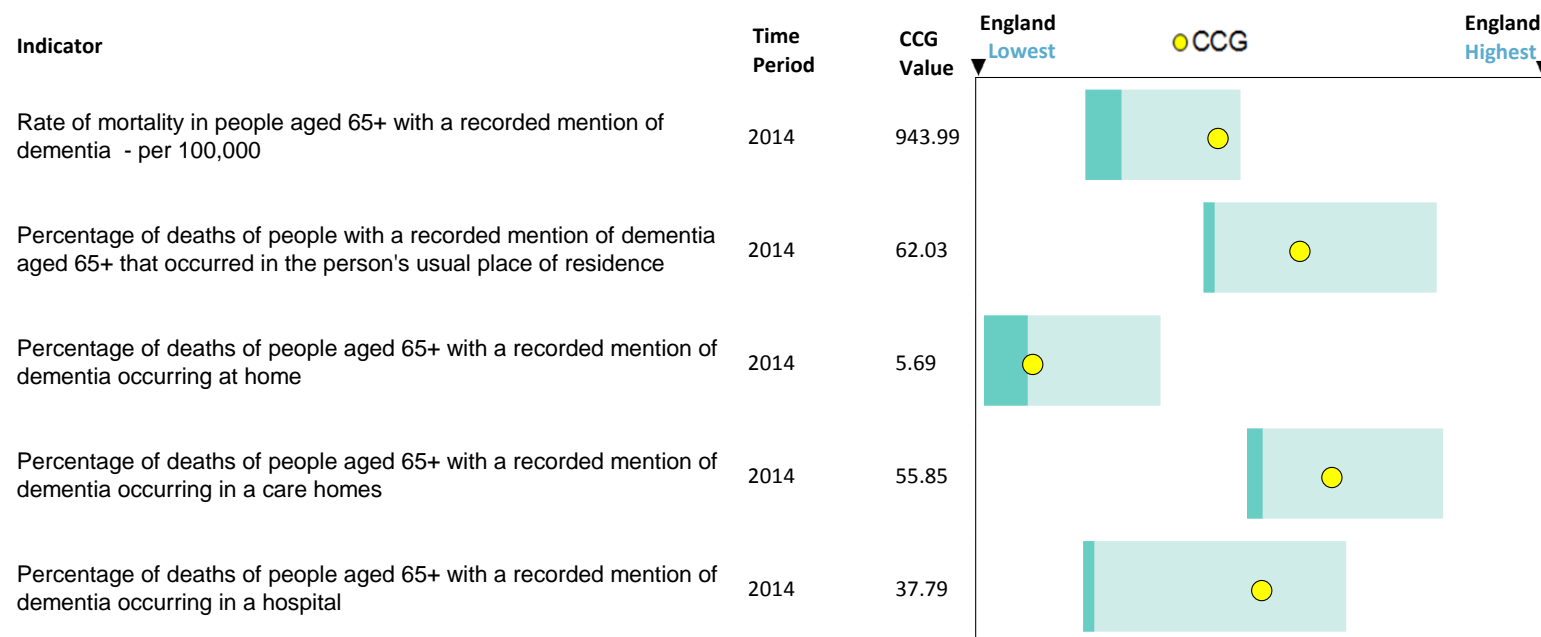 Indicator
Time
Period
CCG
Value
England
Lowest
CCG
England
Highest
Rate of mortality in people aged 65+ with a recorded mention of
dementia - per 100,000
2014
943.99
Percentage of deaths of people with a recorded mention of dementia
aged 65+ that occurred in the person's usual place of residence
2014
62.03
Percentage of deaths of people aged 65+ with a recorded mention of
dementia occurring at home
2014
5.69
Percentage of deaths of people aged 65+ with a recorded mention of
dementia occurring in a care homes
2014
55.85
Percentage of deaths of people aged 65+ with a recorded mention of
dementia occurring in a hospital
2014
37.79